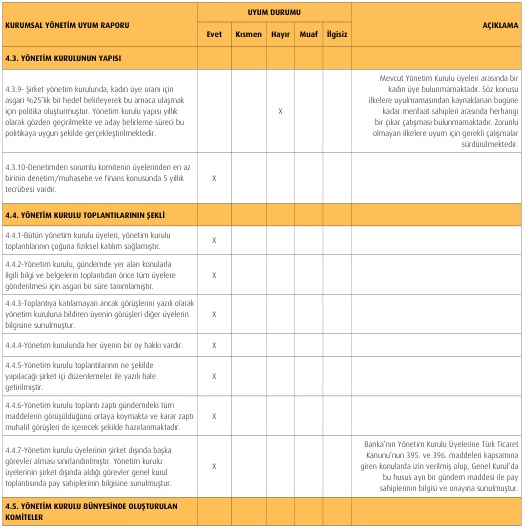 KURUMSAL YÖNETİM UYUM RAPORU
UYUM DURUMU
AÇIKLAMA
Evet Kısmen Hayır Muaf İlgisiz
4.3. YÖNETİM KURULUNUN YAPISI
4.3.9- Şirket yönetim kurulunda, kadın üye oranı için
asgari %25'lik bir hedef belirleyerek bu amaca ulaşmak
için politika oluşturmuştur. Yönetim kurulu yapısı yıllık
olarak gözden geçirilmekte ve aday belirleme süreci bu
politikaya uygun şekilde gerçekleştirilmektedir.
X
Mevcut Yönetim Kurulu üyeleri arasında bir
kadın üye bulunmamaktadır. Söz konusu
ilkelere uyulmamasından kaynaklanan bugüne
kadar menfaat sahipleri arasında herhangi
bir çıkar çatışması bulunmamaktadır. Zorunlu
olmayan ilkelere uyum için gerekli çalışmalar
sürdürülmektedir.
4.3.10-Denetimden sorumlu komitenin üyelerinden en az
birinin denetim/muhasebe ve finans konusunda 5 yıllık
tecrübesi vardır.
X
4.4. YÖNETİM KURULU TOPLANTILARININ ŞEKLİ
4.4.1-Bütün yönetim kurulu üyeleri, yönetim kurulu
toplantılarının çoğuna fiziksel katılım sağlamıştır.
X
4.4.2-Yönetim kurulu, gündemde yer alan konularla
ilgili bilgi ve belgelerin toplantıdan önce tüm üyelere
gönderilmesi için asgari bir süre tanımlamıştır.
X
4.4.3-Toplantıya katılamayan ancak görüşlerini yazılı olarak
yönetim kuruluna bildiren üyenin görüşleri diğer üyelerin
bilgisine sunulmuştur.
X
4.4.4-Yönetim kurulunda her üyenin bir oy hakkı vardır.
X
4.4.5-Yönetim kurulu toplantılarının ne şekilde
yapılacağı şirket içi düzenlemeler ile yazılı hale
getirilmiştir.
X
4.4.6-Yönetim kurulu toplantı zaptı gündemdeki tüm
maddelerin görüşüldüğünü ortaya koymakta ve karar zaptı
muhalif görüşleri de içerecek şekilde hazırlanmaktadır.
X
4.4.7-Yönetim kurulu üyelerinin şirket dışında başka
görevler alması sınırlandırılmıştır. Yönetim kurulu
üyelerinin şirket dışında aldığı görevler genel kurul
toplantısında pay sahiplerinin bilgisine sunulmuştur.
X
Banka'nın Yönetim Kurulu Üyelerine Türk Ticaret
Kanunu'nun 395. ve 396. maddeleri kapsamına
giren konularda izin verilmiş olup, Genel Kurul'da
bu husus ayrı bir gündem maddesi ile pay
sahiplerinin bilgisi ve onayına sunulmuştur.
4.5. YÖNETİM KURULU BÜNYESİNDE OLUŞTURULAN
KOMİTELER